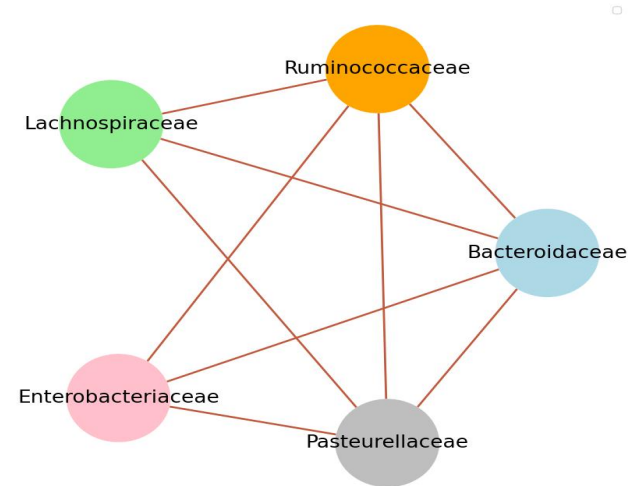 Ruminococcaceae
Lachnospiraceae
Bacteroidaceae
Enterobacteriaceae
Pasteurellaceae